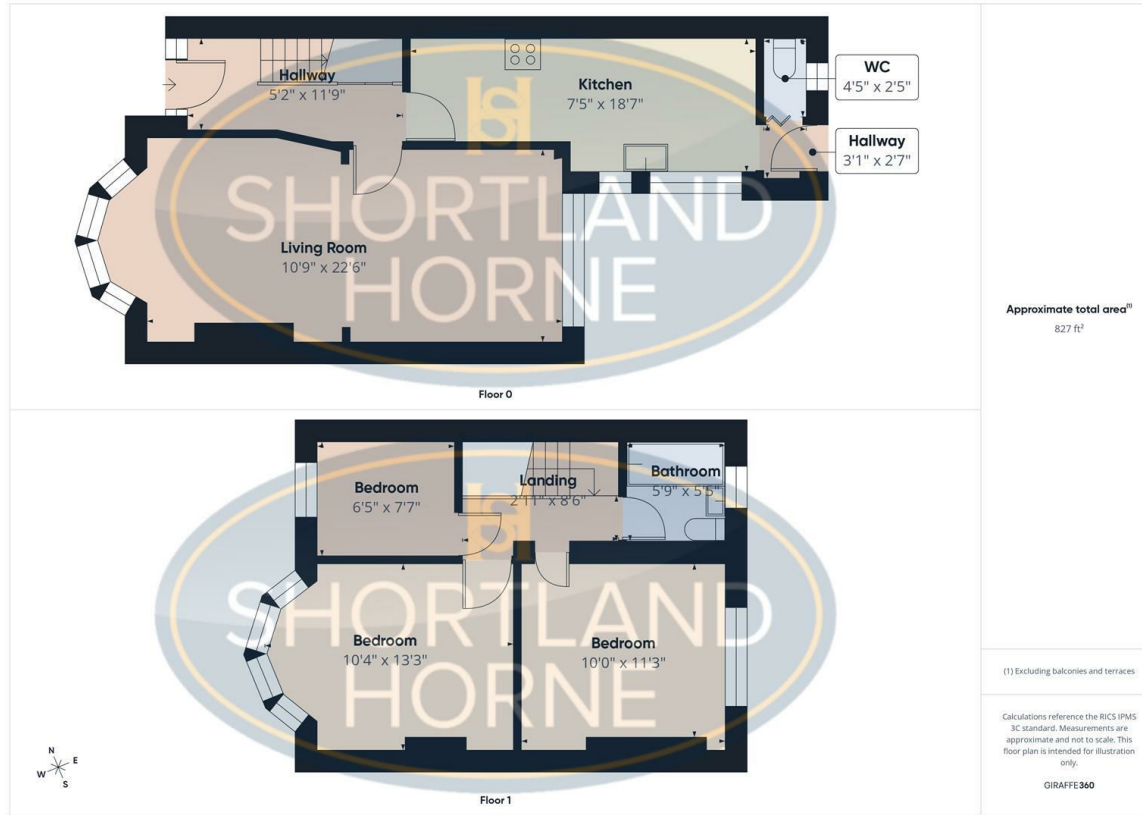 Hallway
5'2" x 11'9"
Kitchen
7'5" x 18'7"
WC
4'5" x 2'5"
Hallway
3'1" x 2'7"
Living Room
10'9" x 22'6"
SHORTLAND
HORNE
Floor 0
Approximate total area(1)
827 ft²
Bedroom
6'5" x 7'7"
Landing
2'11" x 8'6"
Bathroom
5'9" x 5'5"
Bedroom
10'4" x 13'3"
Bedroom
10'0" x 11'3"
SHORTLAND
HORNE
N
E
W
S
Floor 1
(1) Excluding balconies and terraces
Calculations reference the RICS IPMS
3C standard. Measurements are
approximate and not to scale. This
floor plan is intended for illustration
only.
GIRAFFE360